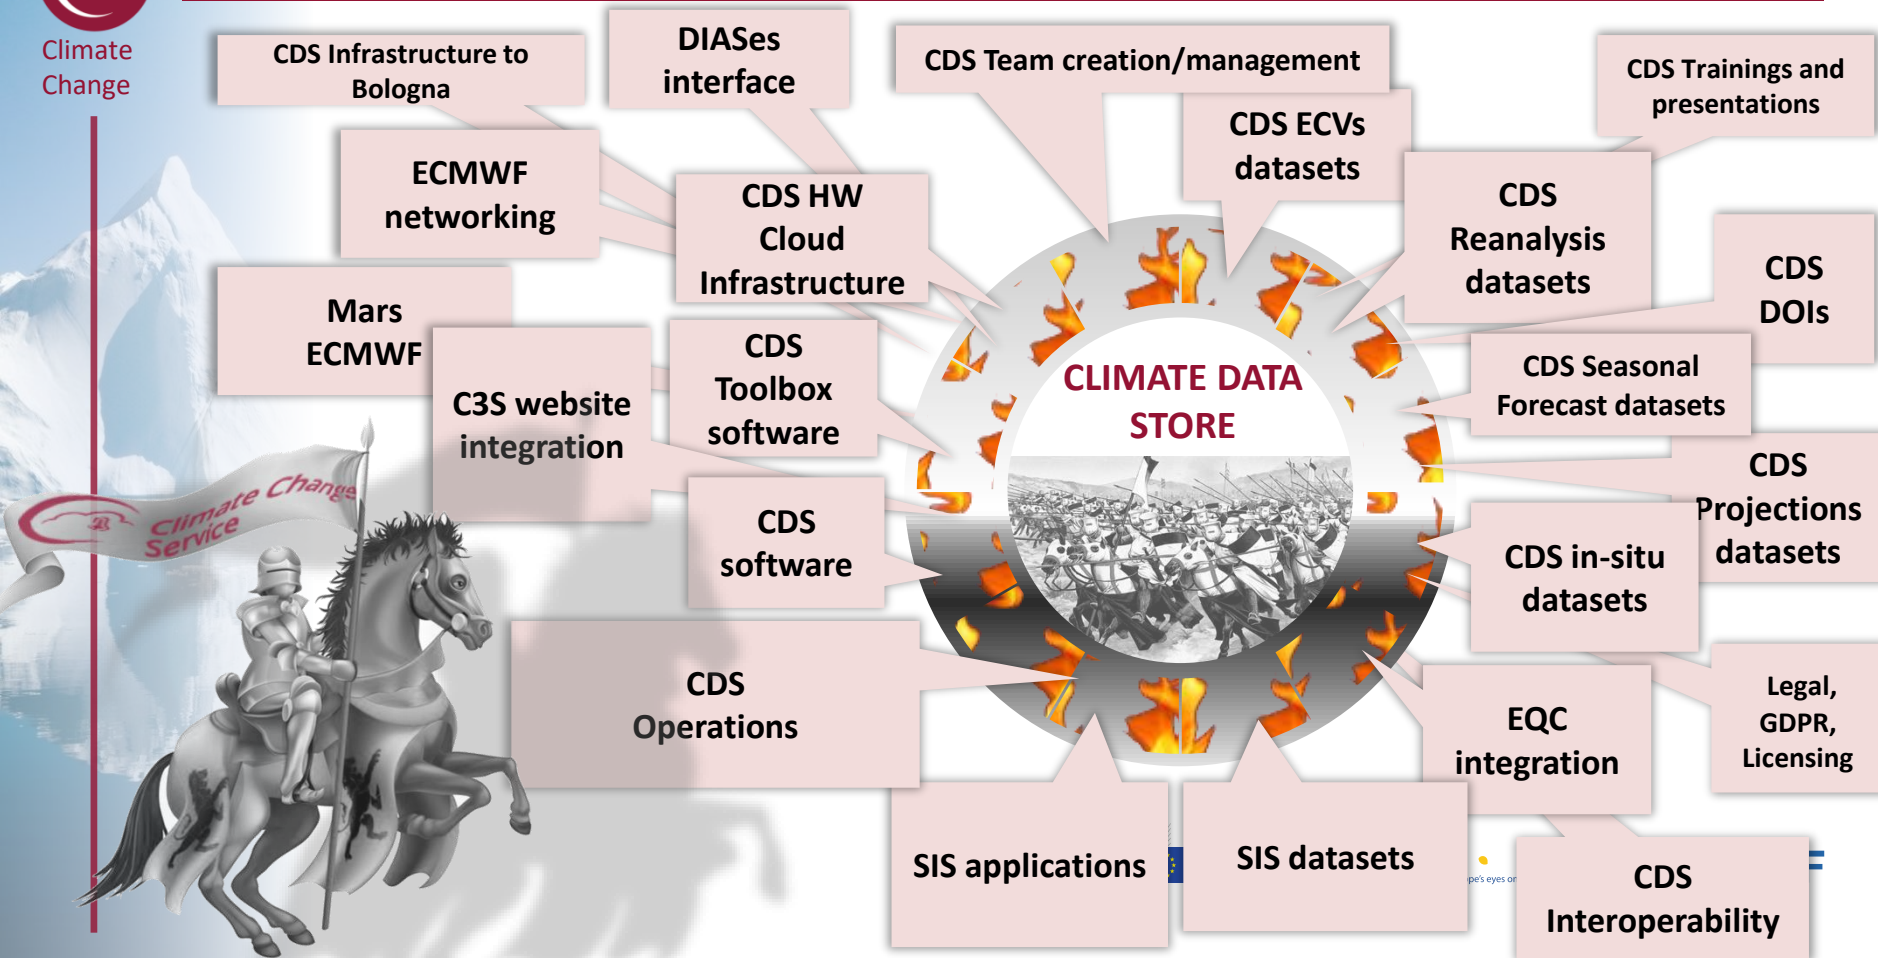 Climate
Change
CDS Infrastructure to
Bologna
DIASes
interface
CDS Team creation/management
CDS Trainings and
presentations
CDS ECVs
datasets
ECMWF
networking
CDS HW
Cloud
Infrastructure
CDS
Reanalysis
datasets
CDS
DOIs
Mars
ECMWF
CDS
Toolbox
software
C3S website
integration
CLIMATE DATA
STORE
CDS Seasonal
Forecast datasets
CDS
Projections
datasets
Climate Change
Service
CDS
software
CDS in-situ
datasets
CDS
Operations
EQC
integration
Legal,
GDPR,
Licensing
SIS applications
SIS datasets
eyes on
CDS
Interoperability